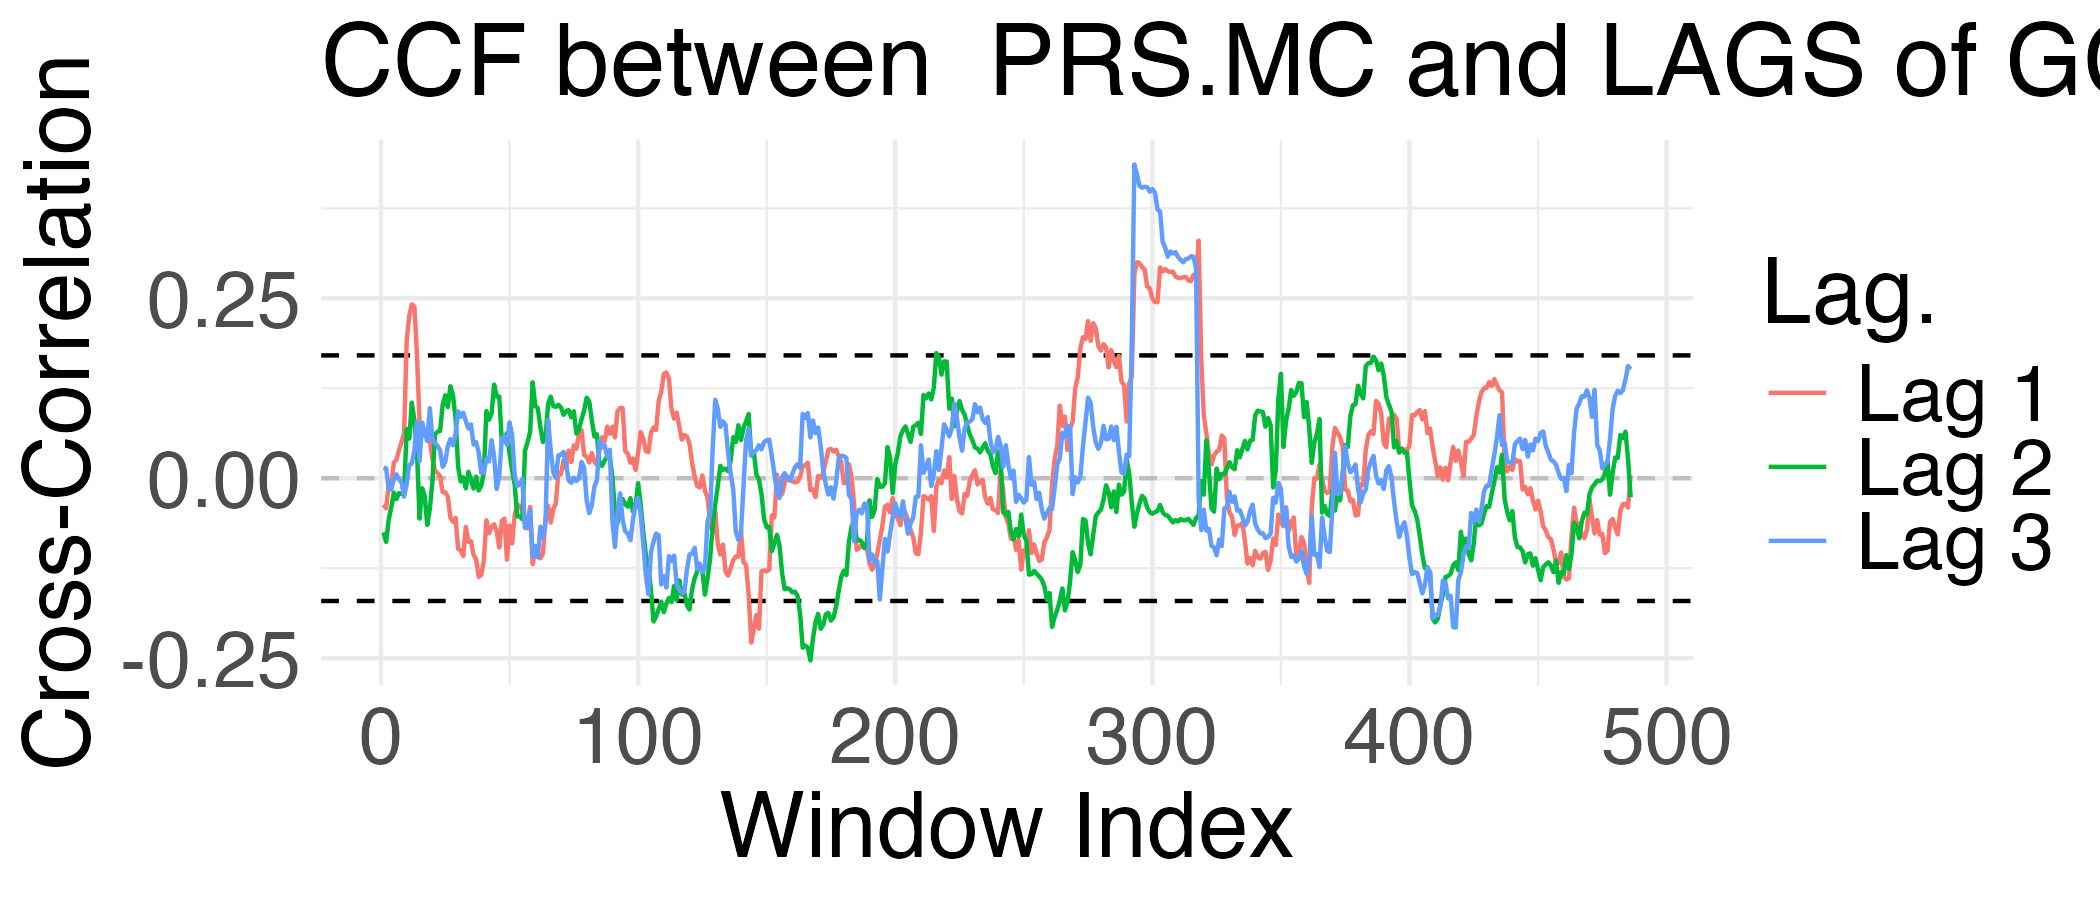 CCF between  PRS.MC and LAGS of G
Cross-Correlation
0.25
0.00
-0.25
0 100 200 300 400 500
Window Index
Lag.
Lag 1
Lag 2
Lag 3